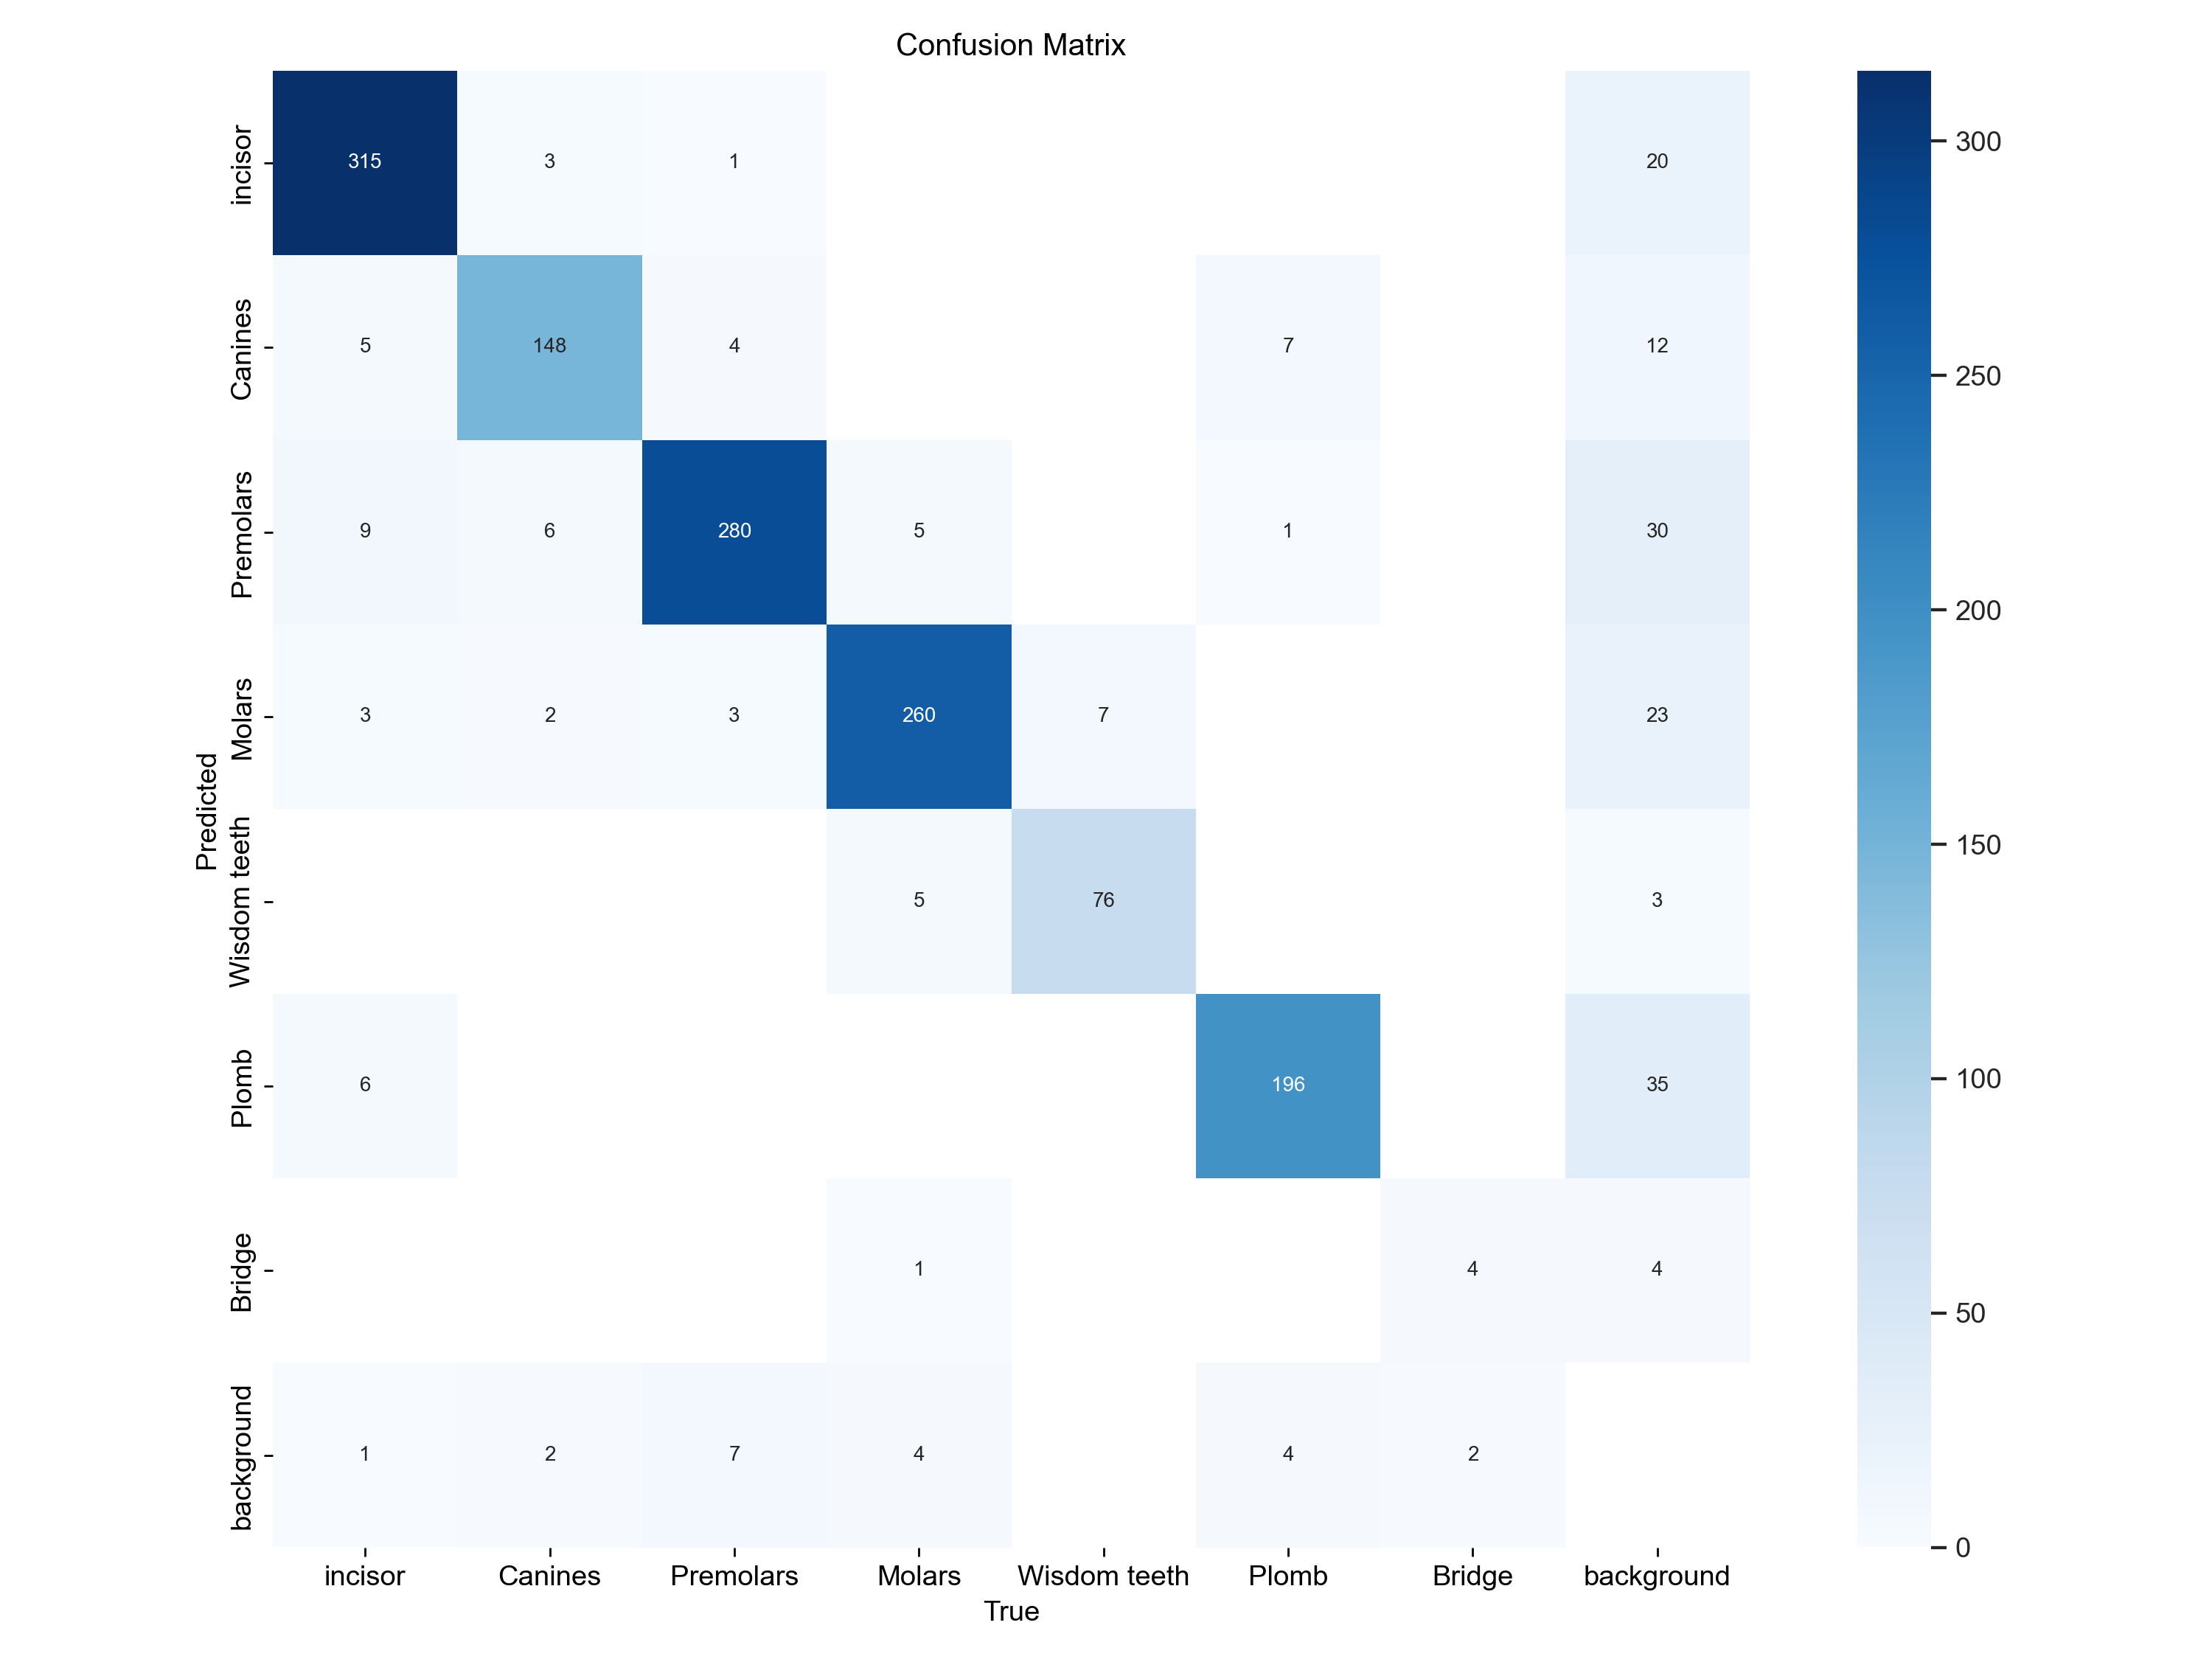 Confusion Matrix
incisor 315 3 1 20
Canines 5 148 4 7 12
Premolars 9 6 280 5 1 30
Molars 3 2 3 260 7 23
Wisdom teeth 5 76 3
Plomb 6 196 35
Bridge 1 4 4
background 1 2 7 4 4 2
incisor Canines Premolars Molars Wisdom teeth Plomb Bridge background
True
Predicted
300
250
200
150
100
50
0